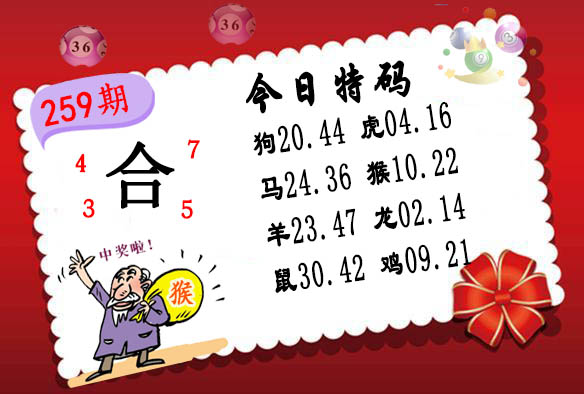 36
36
3
9
259期
今日特码
4
7
合
3
5
狗20.44 虎04.16
马24.36 猴10.22
羊23.47 龙02.14
鼠30.42 鸡09.21
中奖啦!
猴